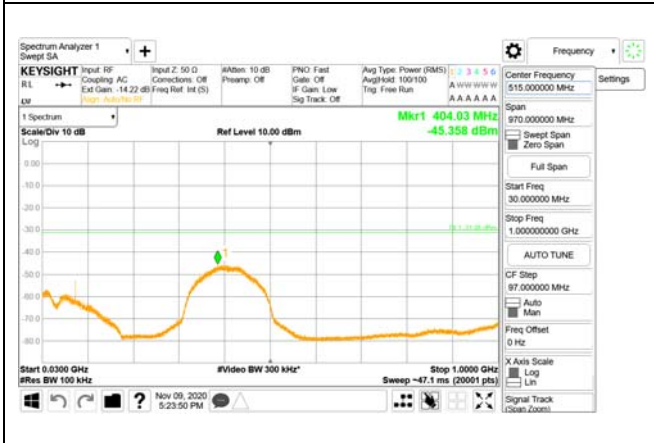 Spectrum Analyzer 1
Swept SA
+
Frequency
KEYSIGHT
Input: RF
Coupling: AC
Ext Gain: -14.22 dB
Align: Auto/No RF
Input Z: 50 Ω
Corrections: Off
Freq Ref: Int (S)
#Atten: 10 dB
Preamp: Off
PNO: Fast
Gate: Off
IF Gain: Low
Sig Track: Off
Avg Type: Power (RMS)
Avg|Hold: 100/100
Trig: Free Run
1 2 3 4 5 6
A W W W W W
A A A A A A
RL
1 Spectrum
Scale/Div 10 dB
Ref Level 10.00 dBm
Mkr1 404.03 MHz
-45.358 dBm
Log
0.00
-10.0
-20.0
-30.0
-40.0
-50.0
-60.0
-70.0
-80.0
1
Start 0.0300 GHz
#Res BW 100 kHz
#Video BW 300 kHz*
Stop 1.0000 GHz
Sweep ~47.1 ms (20001 pts)
?
Nov 09, 2020
5:23:50 PM
Center Frequency
515.000000 MHz
Settings
Span
970.000000 MHz
Swept Span
Zero Span
Full Span
Start Freq
30.000000 MHz
Stop Freq
1.000000000 GHz
AUTO TUNE
CF Step
97.000000 MHz
Auto
Man
Freq Offset
0 Hz
X Axis Scale
Log
Lin
Signal Track
(Span Zoom)